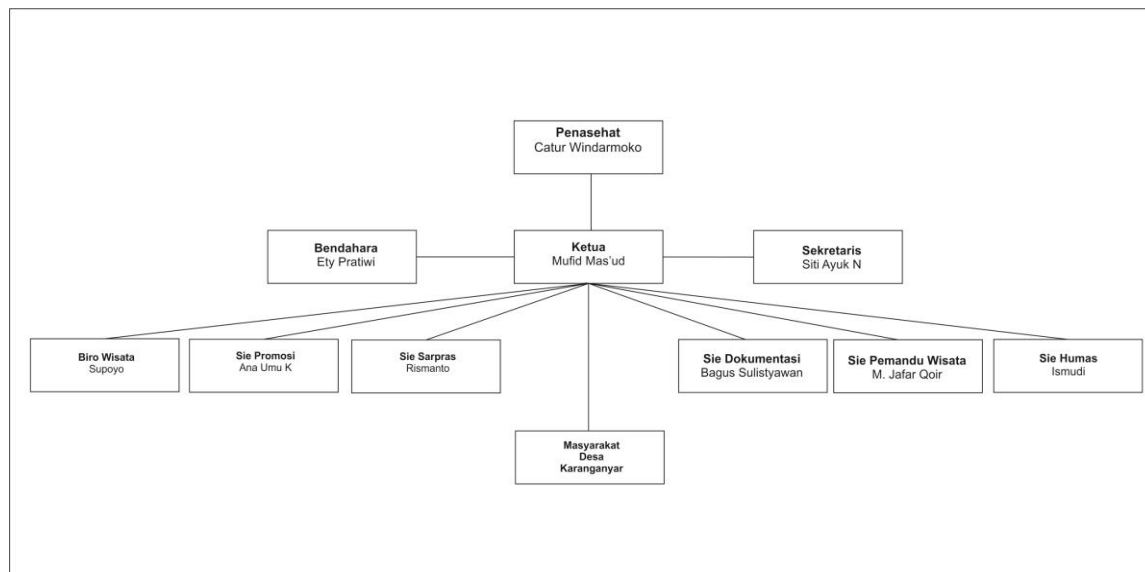 Penasehat
Catur Windarmoko
Bendahara
Ety Pratiwi
Ketua
Mufid Mas'ud
Sekretaris
Siti Ayuk N
Biro Wisata
Supoyo
Sie Promosi
Ana Umu K
Sie Sarpras
Rismanto
Sie Dokumentasi
Bagus Sulistyawan
Sie Pemandu Wisata
M. Jafar Qoir
Sie Humas
Ismudi
Masyarakat
Desa
Karanganyar